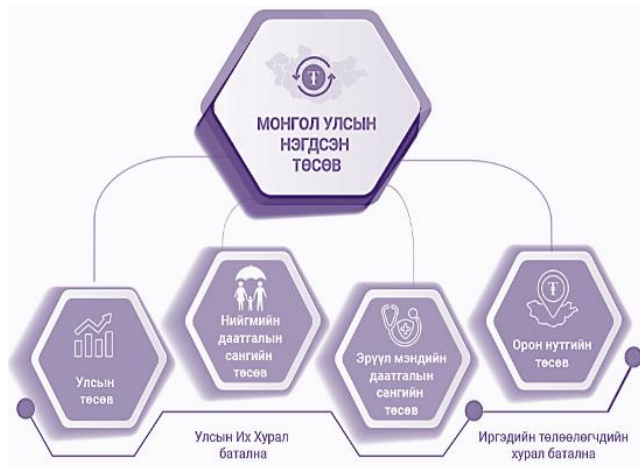 МОНГОЛ УЛСЫН
НЭГДСЭН
ТӨСӨВ
Улсын
төсөв
Нийгмийн
даатгалын
сангийн
төсөв
Эрүүл мэндийн
даатгалын
сангийн
төсөв
Орон нутгийн
төсөв
Улсын Их Хурал
батална
Иргэдийн төлөөлөгчдийн
хурал батална